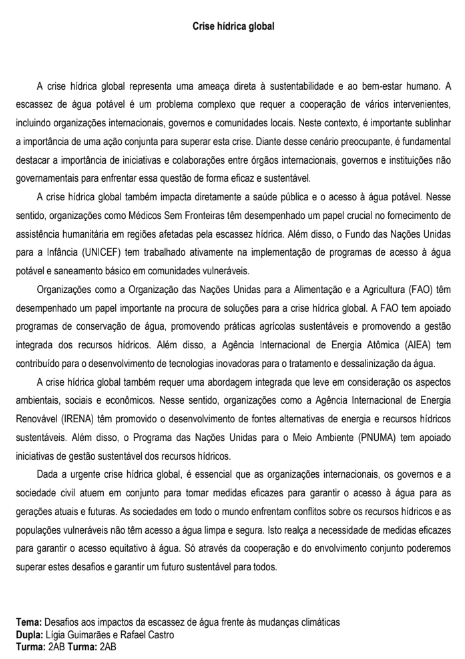 Crise hídrica global
A crise hídrica global representa uma ameaça direta à sustentabilidade e ao bem-estar humano. A
escassez de água potável é um problema complexo que requer a cooperação de vários intervenientes,
incluindo organizações internacionais, governos e comunidades locais. Neste contexto, é importante sublinhar
a importância de uma ação conjunta para superar esta crise. Diante desse cenário preocupante, é fundamental
destacar a importância de iniciativas e colaborações entre órgãos internacionais, governos e instituições não
governamentais para enfrentar essa questão de forma eficaz e sustentável.
A crise hídrica global também impacta diretamente a saúde pública e o acesso à água potável. Nesse
sentido, organizações como Médicos Sem Fronteiras têm desempenhado um papel crucial no fornecimento de
assistência humanitária em regiões afetadas pela escassez hídrica. Além disso, o Fundo das Nações Unidas
para a Infância (UNICEF) tem trabalhado ativamente na implementação de programas de acesso à água
potável e saneamento básico em comunidades vulneráveis.
Organizações como a Organização das Nações Unidas para a Alimentação e a Agricultura (FAO) têm
desempenhado um papel importante na procura de soluções para a crise hídrica global. A FAO tem apoiado
programas de conservação de água, promovendo práticas agrícolas sustentáveis e promovendo a gestão
integrada dos recursos hídricos. Além disso, a Agência Internacional de Energia Atômica (AIEA) tem
contribuído para o desenvolvimento de tecnologias inovadoras para o tratamento e dessalinização da água.
A crise hídrica global também requer uma abordagem integrada que leve em consideração os aspectos
ambientais, sociais e econômicos. Nesse sentido, organizações como a Agência Internacional de Energia
Renovável (IRENA) têm promovido o desenvolvimento de fontes alternativas de energia e recursos hídricos
sustentáveis. Além disso, o Programa das Nações Unidas para o Meio Ambiente (PNUMA) tem apoiado
iniciativas de gestão sustentável dos recursos hídricos.
Dada a urgente crise hídrica global, é essencial que as organizações internacionais, os governos e a
sociedade civil atuem em conjunto para tomar medidas eficazes para garantir o acesso à água para as
gerações atuais e futuras. As sociedades em todo o mundo enfrentam conflitos sobre os recursos hídricos e as
populações vulneráveis não têm acesso a água limpa e segura. Isto realça a necessidade de medidas eficazes
para garantir o acesso equitativo à água. Só através da cooperação e do envolvimento conjunto poderemos
superar estes desafios e garantir um futuro sustentável para todos.
Tema: Desafios aos impactos da escassez de água frente às mudanças climáticas
Dupla: Lígia Guimarães e Rafael Castro
Turma: 2AB Turma: 2AB